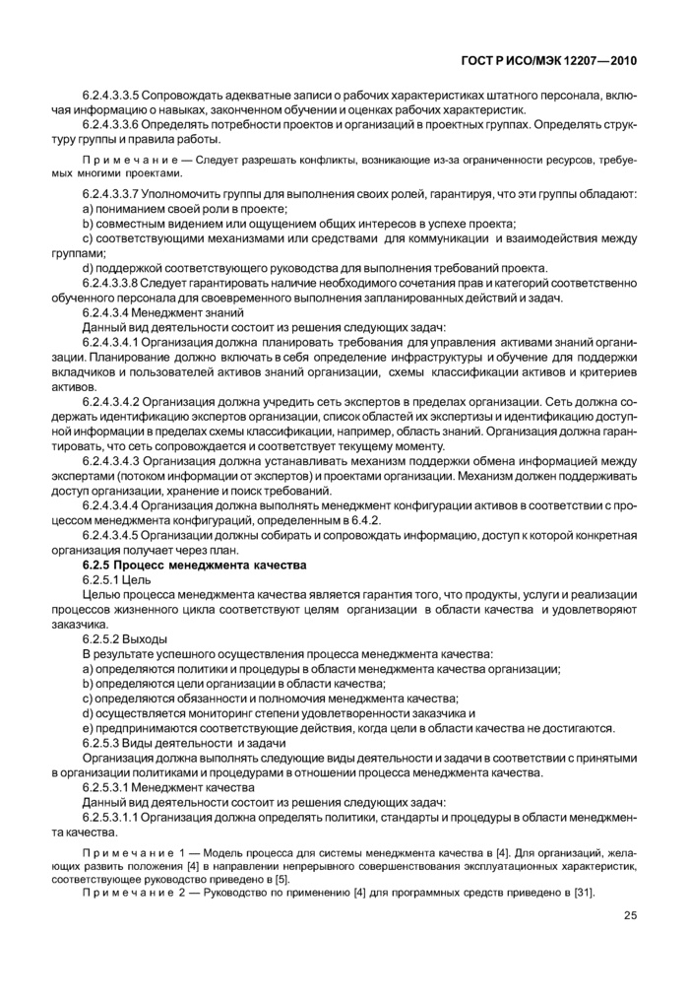 ГОСТ Р ИСО/МЭК 12207—2010
6.2.4.3.3.5 Сопровождать адекватные записи о рабочих характеристиках штатного персонала, вклю-
чая информацию о навыках, законченном обучении и оценках рабочих характеристик.
6.2.4.3.3.6 Определять потребности проектов и организаций в проектных группах. Определять струк-
туру группы и правила работы.
П р и м е ч а н и е — Следует разрешать конфликты, возникающие из-за ограниченности ресурсов, требуе-
мых многими проектами.
6.2.4.3.3.7 Уполномочить группы для выполнения своих ролей, гарантируя, что эти группы обладают:
a) пониманием своей роли в проекте;
b) совместным видением или ощущением общих интересов в успехе проекта;
c) соответствующими механизмами или средствами для коммуникации и взаимодействия между
группами;
d) поддержкой соответствующего руководства для выполнения требований проекта.
6.2.4.3.3.8 Следует гарантировать наличие необходимого сочетания прав и категорий соответственно
обученного персонала для своевременного выполнения запланированных действий и задач.
6.2.4.3.4 Менеджмент знаний
Данный вид деятельности состоит из решения следующих задач:
6.2.4.3.4.1 Организация должна планировать требования для управления активами знаний органи-
зации. Планирование должно включать в себя определение инфраструктуры и обучение для поддержки
вкладчиков и пользователей активов знаний организации, схемы классификации активов и критериев
активов.
6.2.4.3.4.2 Организация должна учредить сеть экспертов в пределах организации. Сеть должна со-
держать идентификацию экспертов организации, список областей их экспертизы и идентификацию доступ-
ной информации в пределах схемы классификации, например, область знаний. Организация должна гаран-
тировать, что сеть сопровождается и соответствует текущему моменту.
6.2.4.3.4.3 Организация должна устанавливать механизм поддержки обмена информацией между
экспертами (потоком информации от экспертов) и проектами организации. Механизм должен поддерживать
доступ организации, хранение и поиск требований.
6.2.4.3.4.4 Организация должна выполнять менеджмент конфигурации активов в соответствии с про-
цессом менеджмента конфигураций, определенным в 6.4.2.
6.2.4.3.4.5 Организации должны собирать и сопровождать информацию, доступ к которой конкретная
организация получает через план.
6.2.5 Процесс менеджмента качества
6.2.5.1 Цель
Целью процесса менеджмента качества является гарантия того, что продукты, услуги и реализации
процессов жизненного цикла соответствуют целям организации в области качества и удовлетворяют
заказчика.
6.2.5.2 Выходы
В результате успешного осуществления процесса менеджмента качества:
a) определяются политики и процедуры в области менеджмента качества организации;
b) определяются цели организации в области качества;
c) определяются обязанности и полномочия менеджмента качества;
d) осуществляется мониторинг степени удовлетворенности заказчика и
e) предпринимаются соответствующие действия, когда цели в области качества не достигаются.
6.2.5.3 Виды деятельности и задачи
Организация должна выполнять следующие виды деятельности и задачи в соответствии с принятыми
в организации политиками и процедурами в отношении процесса менеджмента качества.
6.2.5.3.1 Менеджмент качества
Данный вид деятельности состоит из решения следующих задач:
6.2.5.3.1.1 Организация должна определять политики, стандарты и процедуры в области менеджмен-
та качества.
П р и м е ч а н и е 1 — Модель процесса для системы менеджмента качества в [4]. Для организаций, жела-
ющих развить положения [4] в направлении непрерывного совершенствования эксплуатационных характеристик,
соответствующее руководство приведено в [5].
П р и м е ч а н и е 2 — Руководство по применению [4] для программных средств приведено в [31].
25